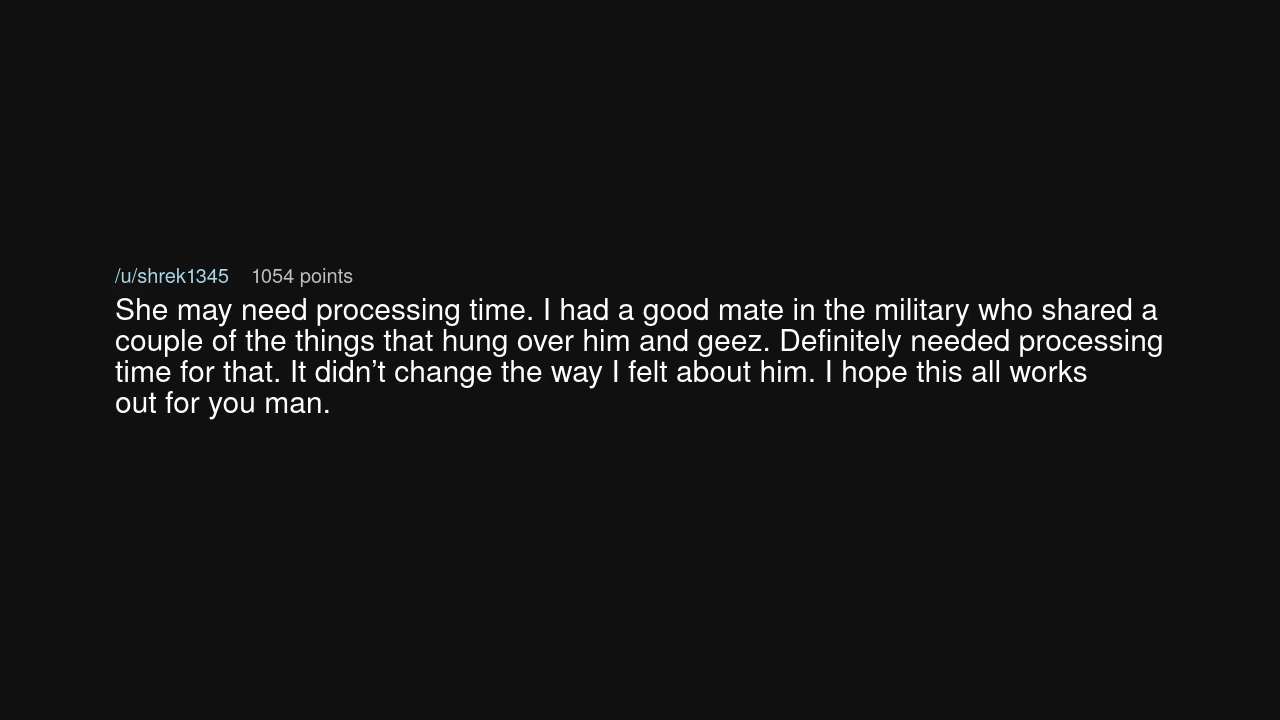 /u/shrek1345 1054 points
She may need processing time. I had a good mate in the military who shared a
couple of the things that hung over him and geez. Definitely needed processing
time for that. It didn’t change the way I felt about him. I hope this all works
out for you man.